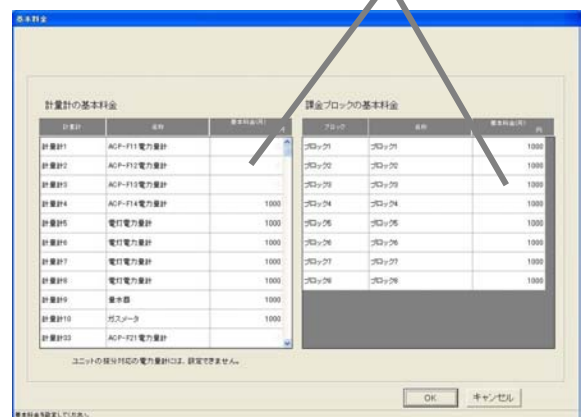 基本料金
計量計の基本料金
課金ブロックの基本料金
計量計 名称 基本料金(月)
ブロック 名称 基本料金(月) 円
計量計1 ACP-F11電力量計
計量計2 ACP-F12電力量計
計量計3 ACP-F13電力量計
計量計4 ACP-F14電力量計 1000
計量計5 電灯電力量計 1000
計量計6 電灯電力量計 1000
計量計7 電灯電力量計 1000
計量計8 電灯電力量計 1000
計量計9 量水器 1000
計量計10 ガスメータ 1000
計量計33 ACP-F21電力量計
ブロック1 ブロック1 1000
ブロック2 ブロック2 1000
ブロック3 ブロック3 1000
ブロック4 ブロック4 1000
ブロック5 ブロック5 1000
ブロック6 ブロック6 1000
ブロック7 ブロック7 1000
ブロック8 ブロック8 1000
ユニットの按分対応の電力量計には、設定できません。
OK キャンセル
基本料金を設定してください。